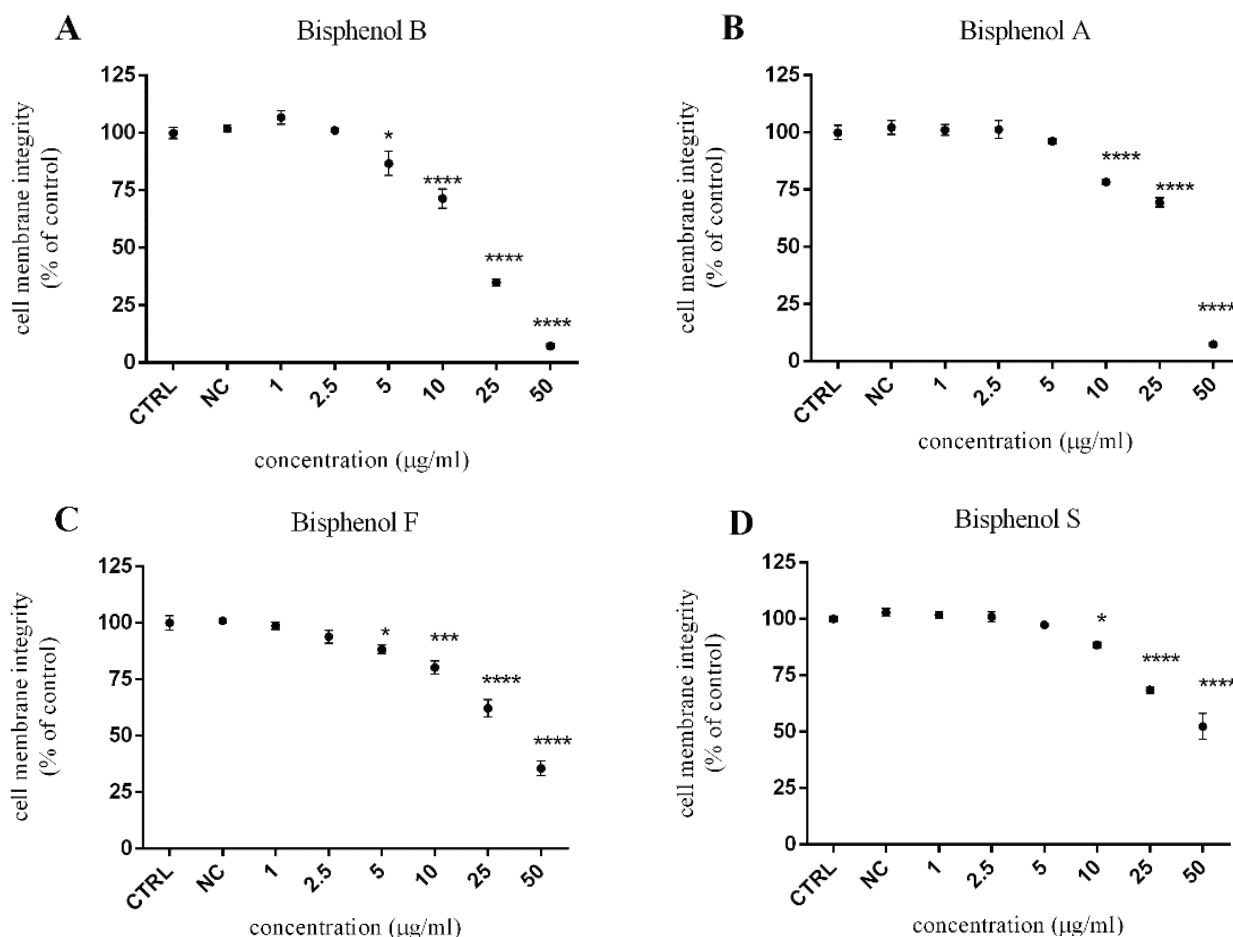 A
Bisphenol B
cell membrane integrity
(% of control)
125
100
75
50
25
0
*
****
****
****
CTRL
NC
1
2.5
5
10
25
50
concentration (μg/ml)
B
Bisphenol A
cell membrane integrity
(% of control)
125
100
75
50
25
0
****
****
****
CTRL
NC
1
2.5
5
10
25
50
concentration (μg/ml)
C
Bisphenol F
cell membrane integrity
(% of control)
125
100
75
50
25
0
*
***
****
****
CTRL
NC
1
2.5
5
10
25
50
concentration (μg/ml)
D
Bisphenol S
cell membrane integrity
(% of control)
125
100
75
50
25
0
*
****
****
CTRL
NC
1
2.5
5
10
25
50
concentration (μg/ml)